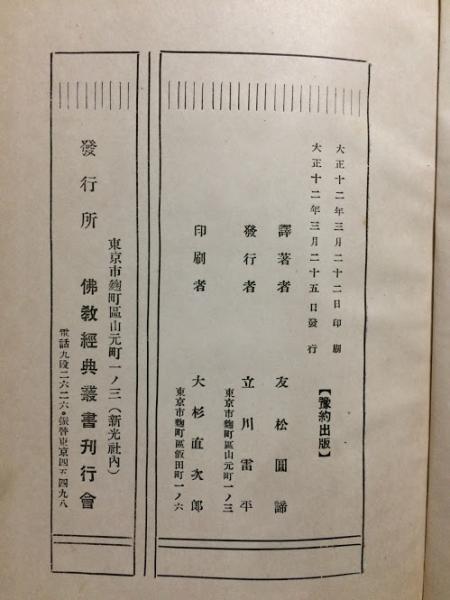 大正十二年三月二十二日印刷
大正十二年三月二十五日發行
【豫約出版】
譯著者 友松圓諦
發行者 立川雷平
東京市麴町區山元町一ノ三
印刷者 大杉直次郎
東京市麴町區飯田町一ノ六
發行所
東京市麴町區山元町一ノ三(新光社內)
佛敎經典叢書刊行會
電話九段二六二六・振替東京四五四九八